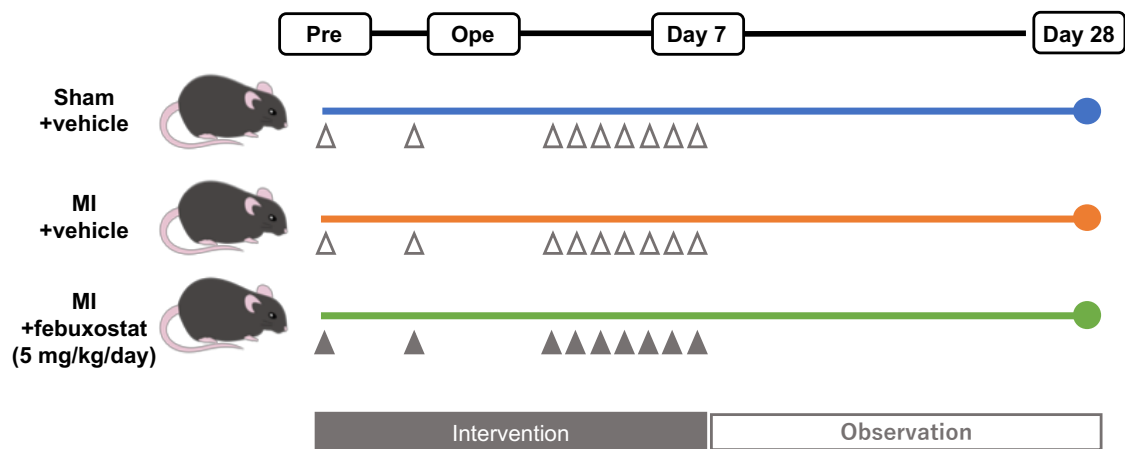 Pre
Ope
Day 7
Day 28
Sham
+vehicle
MI
+vehicle
MI
+febuxostat
(5 mg/kg/day)
Intervention
Observation